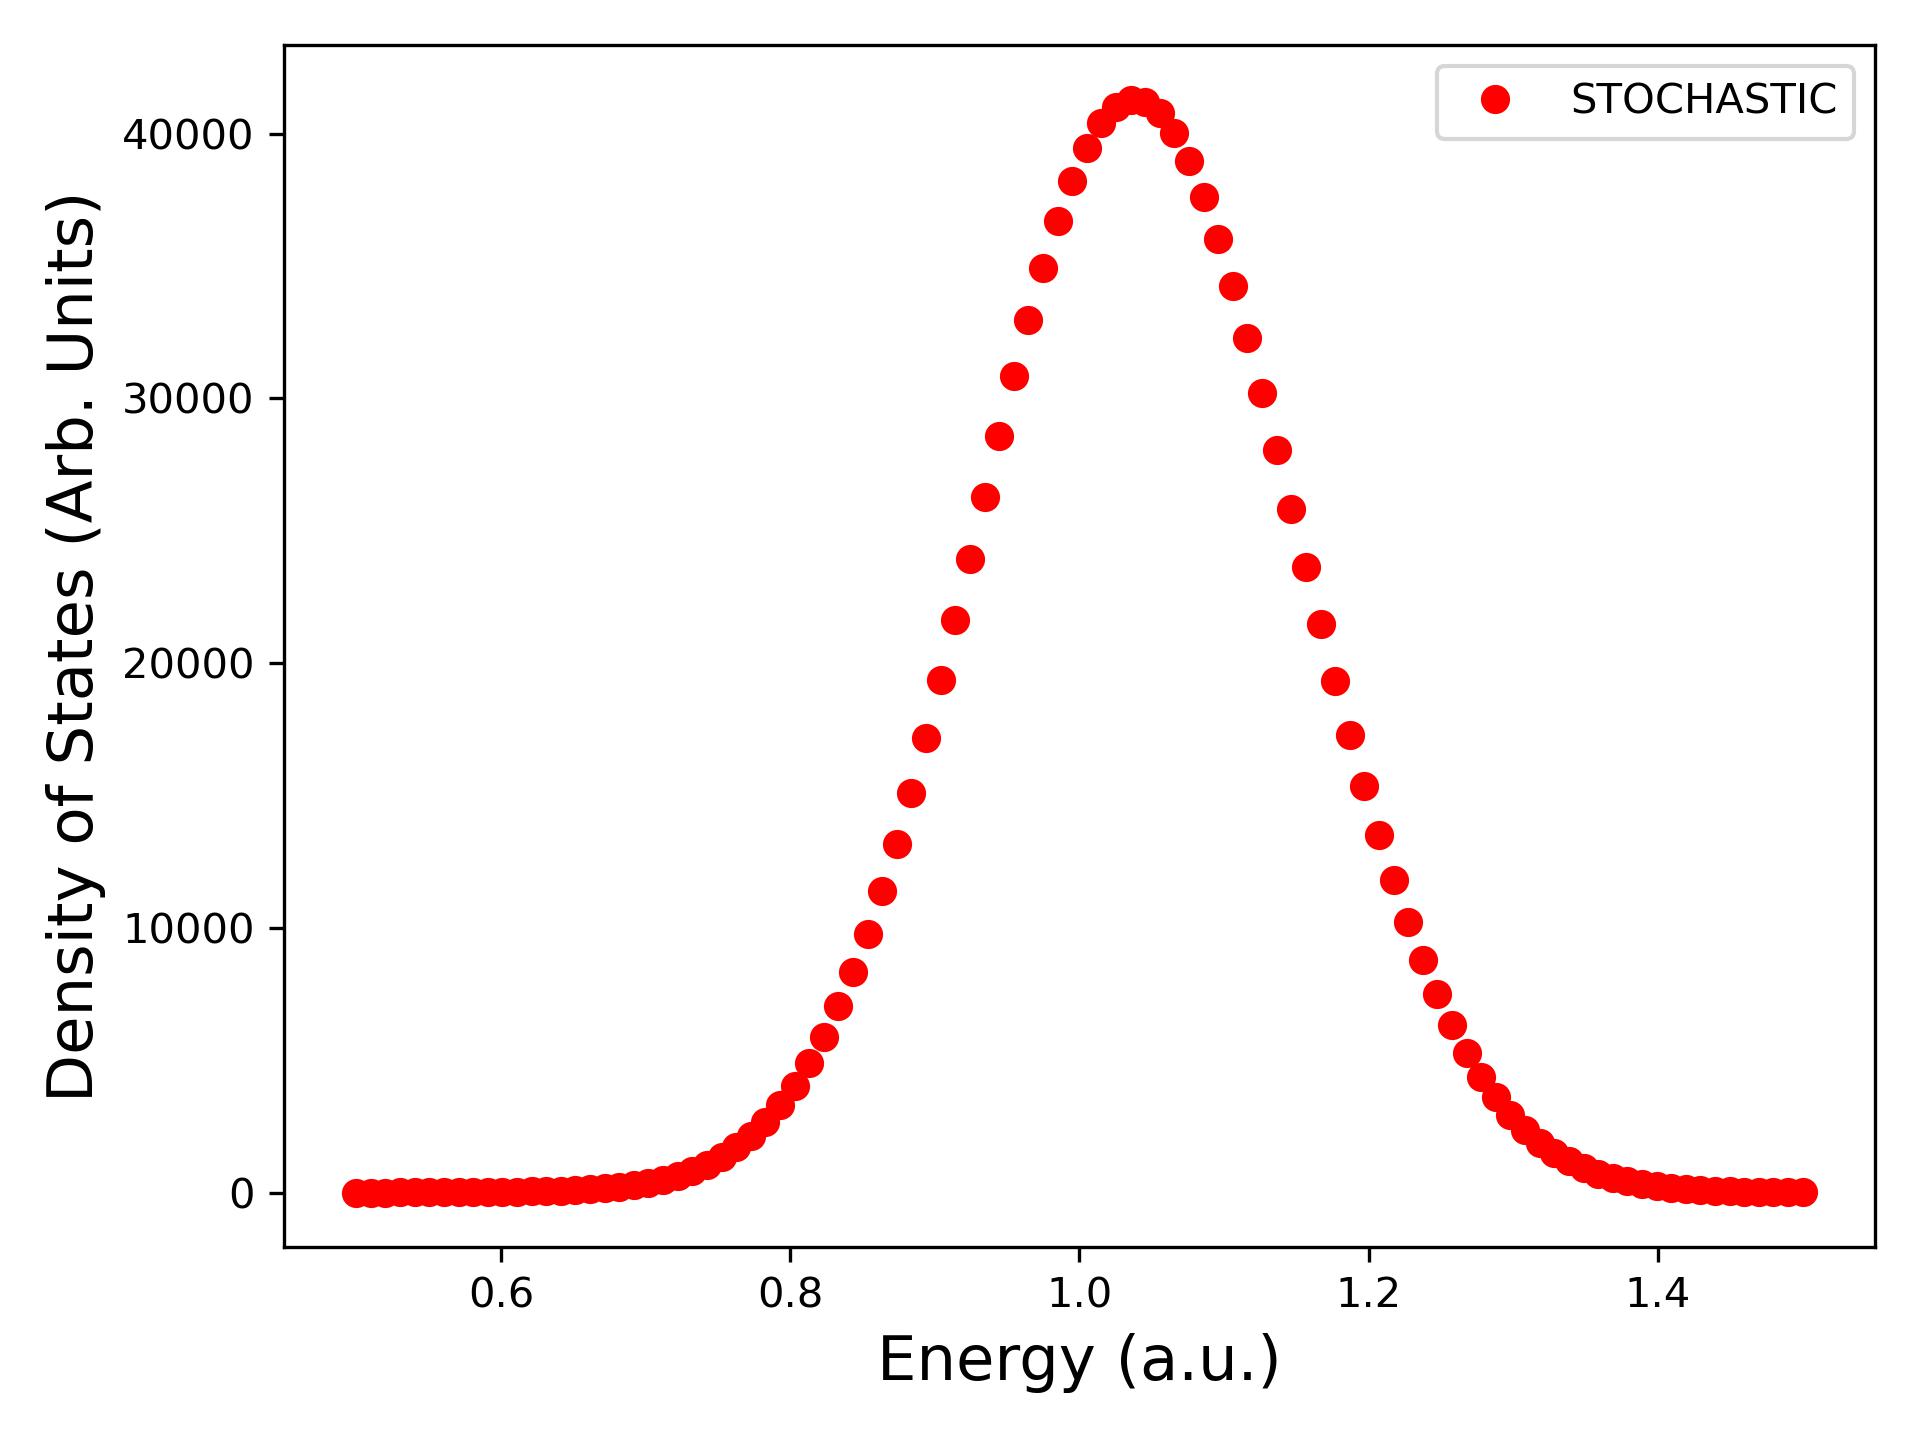 STOCHASTIC
Density of States (Arb. Units)
40000
30000
20000
10000
0
0.6 0.8 1.0 1.2 1.4
Energy (a.u.)